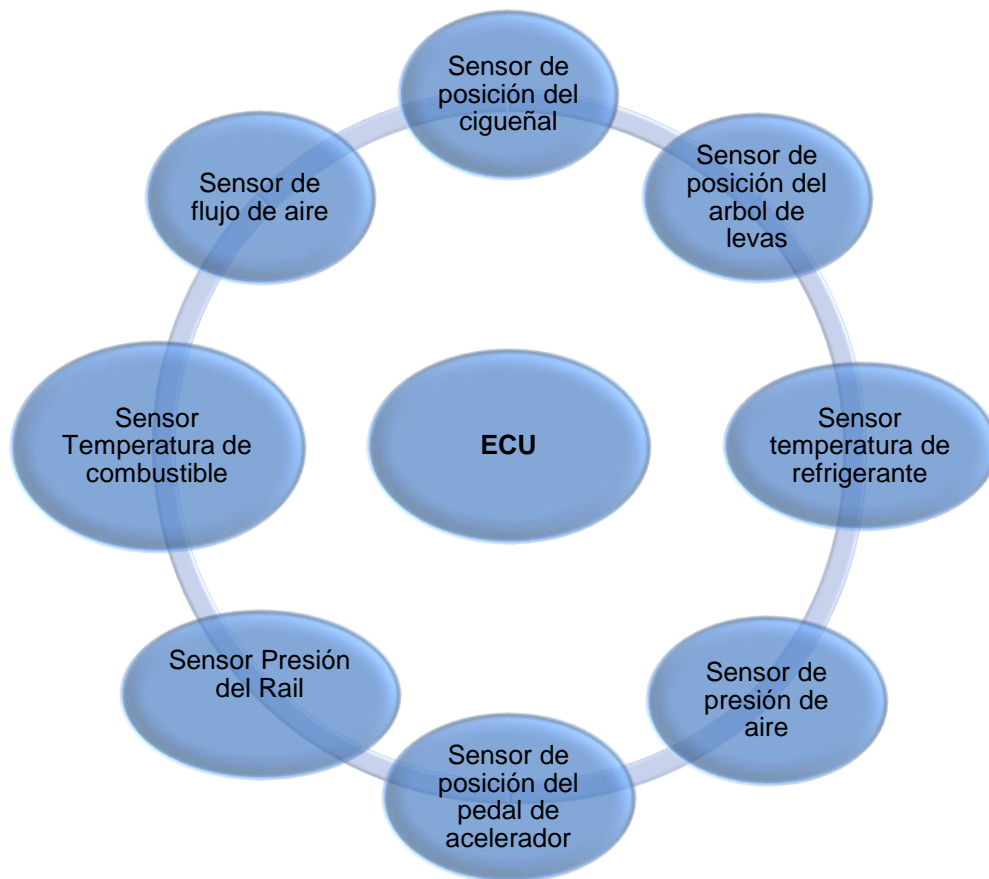 Sensor de
posición del
cigueñal
Sensor de
posición del
arbol de
levas
Sensor
temperatura de
refrigerante
Sensor de
presión de
aire
Sensor de
posición del
pedal de
acelerador
Sensor Presión
del Rail
Sensor
Temperatura de
combustible
Sensor de
flujo de aire
ECU